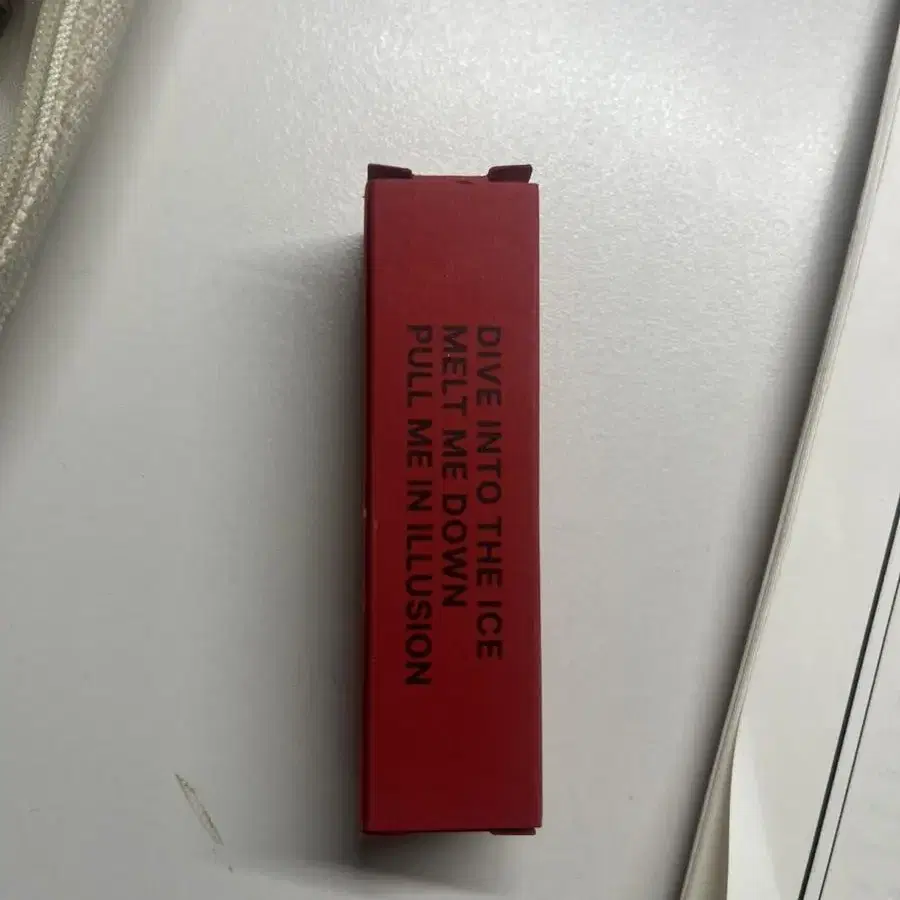 DIVE INTO THE ICE
MELT ME DOWN
PULL ME IN ILLUSION